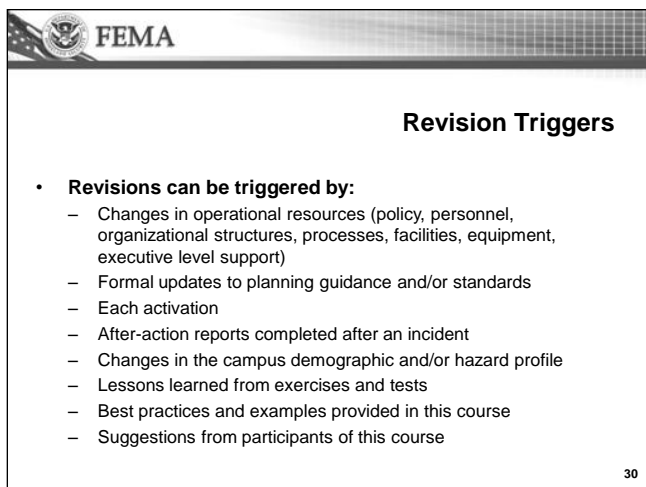 FEMA
Revision Triggers
• Revisions can be triggered by:
– Changes in operational resources (policy, personnel,
organizational structures, processes, facilities, equipment,
executive level support)
– Formal updates to planning guidance and/or standards
– Each activation
– After-action reports completed after an incident
– Changes in the campus demographic and/or hazard profile
– Lessons learned from exercises and tests
– Best practices and examples provided in this course
– Suggestions from participants of this course
30